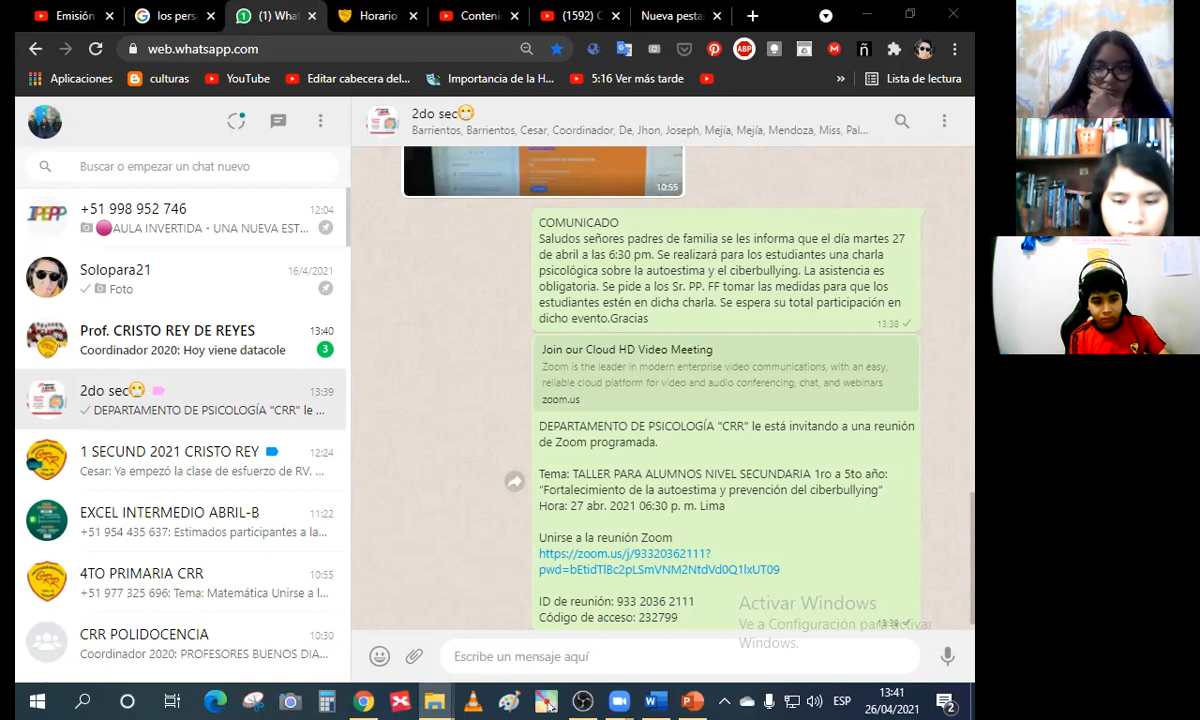 Emisión
los pers
(1) Wha
Horario
Conteni
(1592) C
Nueva pesta
web.whatsapp.com
Aplicaciones
culturas
YouTube
Editar cabecera del...
Importancia de la H...
5:16 Ver más tarde
»
Lista de lectura
2do sec
Barrientos, Barrientos, Cesar, Coordinador, De, Jhon, Joseph, Mejía, Mejía, Mendoza, Miss, Pal...
Buscar o empezar un chat nuevo
+51 998 952 746
12:04
AULA INVERTIDA - UNA NUEVA EST...
Solopara21
16/4/2021
Foto
Prof. CRISTO REY DE REYES
13:40
Coordinador 2020: Hoy viene datacole
3
2do sec
13:39
DEPARTAMENTO DE PSICOLOGÍA "CRR" le ...
1 SECUND 2021 CRISTO REY
12:24
Cesar: Ya empezó la clase de esfuerzo de RV. ...
EXCEL INTERMEDIO ABRIL-B
11:22
+51 954 435 637: Estimados participantes a la...
4TO PRIMARIA CRR
10:55
+51 977 325 696: Tema: Matemática Unirse a l...
CRR POLIDOCENCIA
10:30
Coordinador 2020: PROFESORES BUENOS DIA...
10:55
COMUNICADO
Saludos señores padres de familia se les informa que el día martes 27
de abril a las 6:30 pm. Se realizará para los estudiantes una charla
psicológica sobre la autoestima y el ciberbullying. La asistencia es
obligatoria. Se pide a los Sr. PP. FF tomar las medidas para que los
estudiantes estén en dicha charla. Se espera su total participación en
dicho evento.Gracias
13:38
Join our Cloud HD Video Meeting
Zoom is the leader in modern enterprise video communications, with an easy,
reliable cloud platform for video and audio conferencing, chat, and webinars
zoom.us
DEPARTAMENTO DE PSICOLOGÍA "CRR" le está invitando a una reunión
de Zoom programada.
Tema: TALLER PARA ALUMNOS NIVEL SECUNDARIA 1ro a 5to año:
"Fortalecimiento de la autoestima y prevención del ciberbullying"
Hora: 27 abr. 2021 06:30 p. m. Lima
Unirse a la reunión Zoom
https://zoom.us/j/93320362111?
pwd=bEtidTlBc2pLSmVNM2NtdVd0Q1lxUT09
ID de reunión: 933 2036 2111
Código de acceso: 232799
13:39
Activar Windows
Ve a Configuración para activar
Windows.
Escribe un mensaje aquí
ESP
13:41
26/04/2021
2